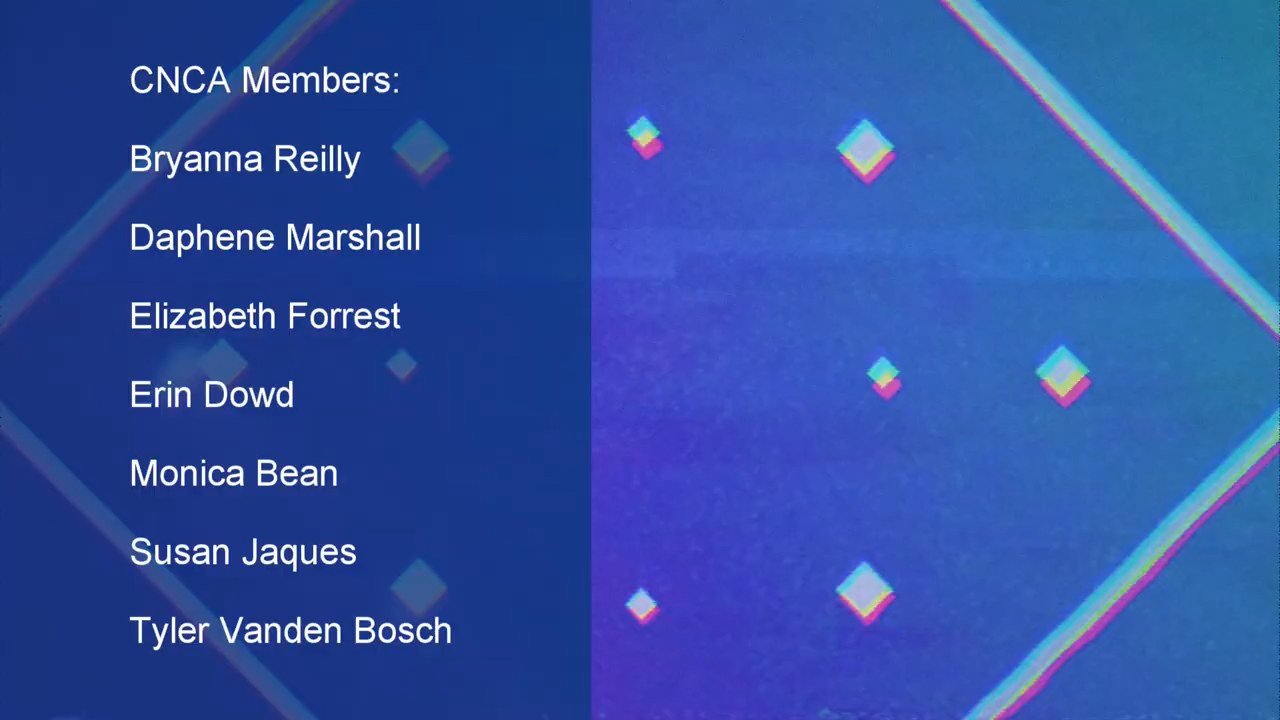 CNCA Members:
Bryanna Reilly
Daphene Marshall
Elizabeth Forrest
Erin Dowd
Monica Bean
Susan Jaques
Tyler Vanden Bosch